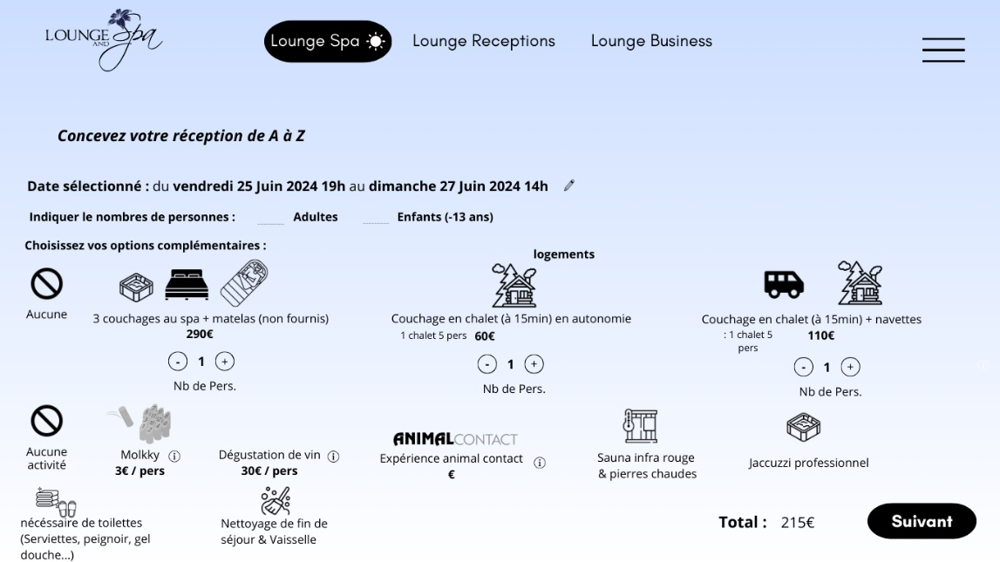 LOUNGE AND Spa
Lounge Spa
Lounge Receptions
Lounge Business
Concevez votre réception de A à Z
Date sélectionné : du vendredi 25 Juin 2024 19h au dimanche 27 Juin 2024 14h
Indiquer le nombres de personnes : Adultes Enfants (-13 ans)
Choisissez vos options complémentaires :
logements
Aucune
3 couchages au spa + matelas (non fournis)
290€
- 1 +
Nb de Pers.
Couchage en chalet (à 15min) en autonomie
1 chalet 5 pers 60€
- 1 +
Nb de Pers.
Couchage en chalet (à 15min) + navettes
: 1 chalet 5 110€
pers
- 1 +
Nb de Pers.
Aucune
activité
Molkky
3€ / pers
Dégustation de vin
30€ / pers
ANIMALCONTACT
Expérience animal contact
€
Sauna infra rouge
& pierres chaudes
Jaccuzzi professionnel
nécéssaire de toilettes
(Serviettes, peignoir, gel
douche...)
Nettoyage de fin de
séjour & Vaisselle
Total : 215€
Suivant